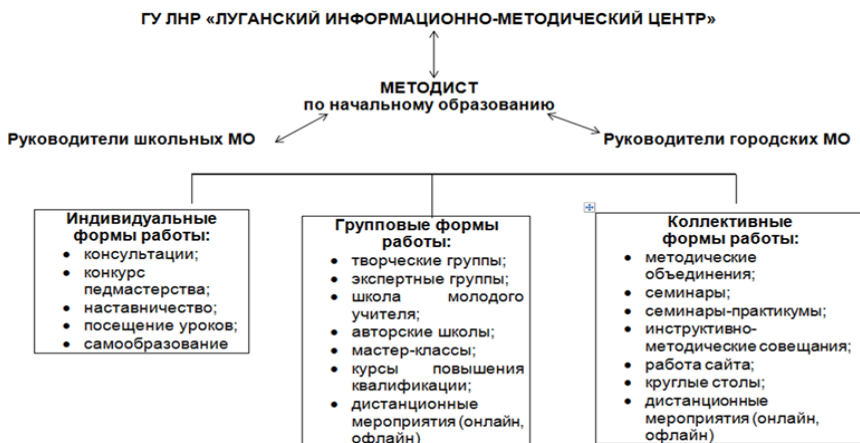 ГУ ЛНР «ЛУГАНСКИЙ ИНФОРМАЦИОННО-МЕТОДИЧЕСКИЙ ЦЕНТР»
МЕТОДИСТ
по начальному образованию
Руководители школьных МО
Руководители городских МО
Индивидуальные
формы работы:
• консультации;
• конкурс
педмастерства;
• наставничество;
• посещение уроков;
• самообразование
Групповые формы
работы:
• творческие группы;
• экспертные группы;
• школа молодого
учителя;
• авторские школы;
• мастер-классы;
• курсы повышения
квалификации;
• дистанционные
мероприятия (онлайн,
офлайн)
Коллективные
формы работы:
• методические
объединения;
• семинары;
• семинары-практикумы;
• инструктивно-
методические совещания;
• работа сайта;
• круглые столы;
• дистанционные
мероприятия (онлайн,
офлайн)